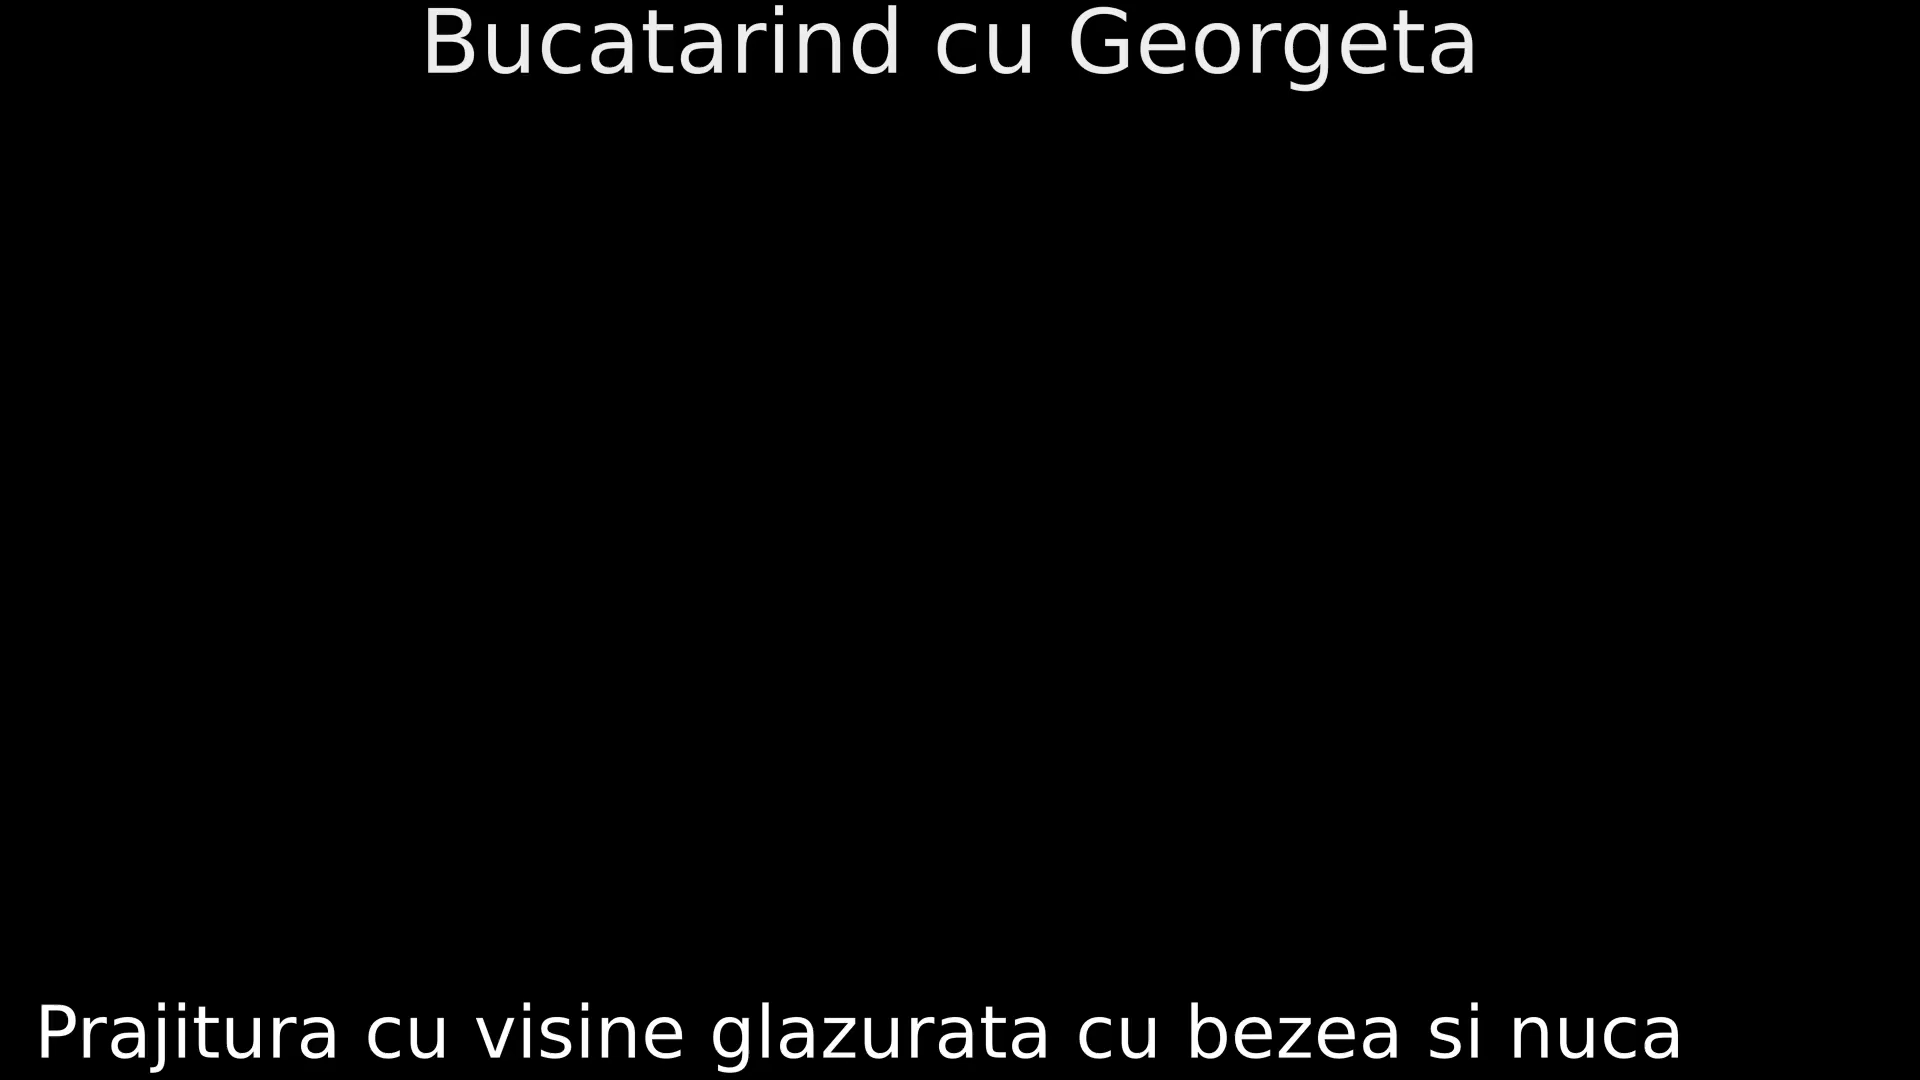 Bucatarind cu Georgeta
Prajitura cu visine glazurata cu bezea si nuca